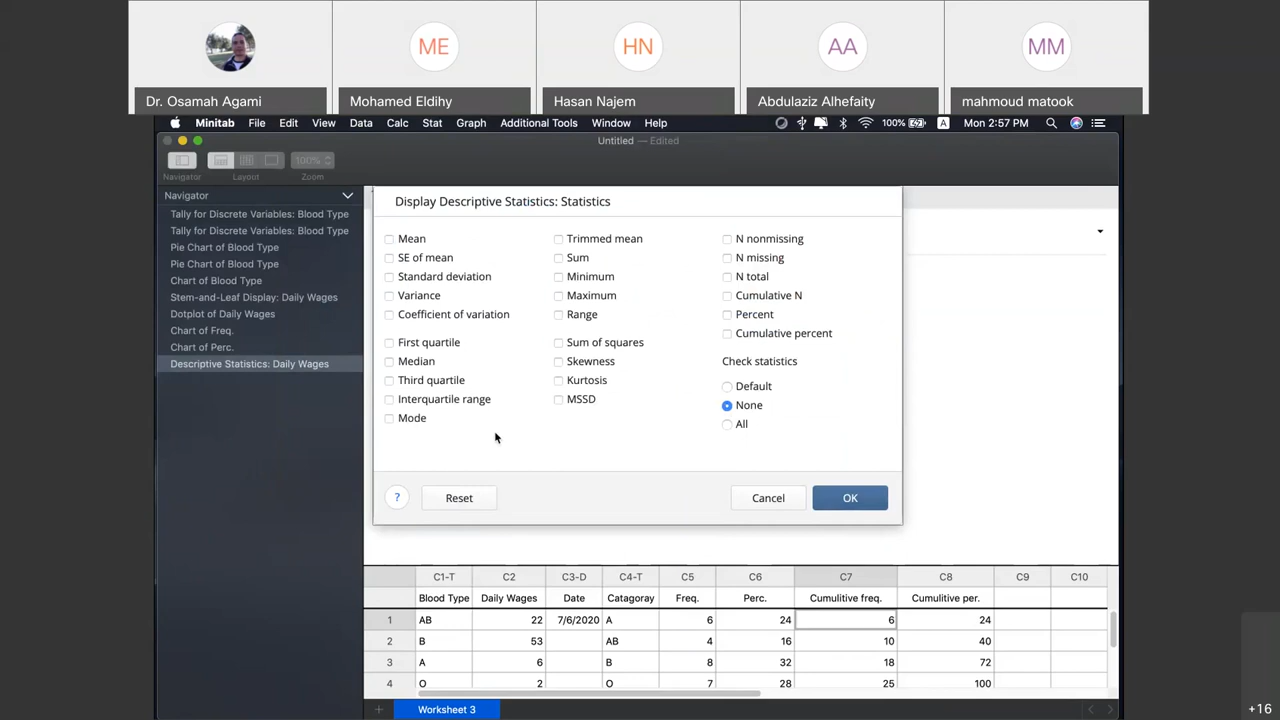 ME HN AA MM
Dr. Osamah Agami Mohamed Eldihy Hasan Najem Abdulaziz Alhefaity mahmoud matook
Minitab File Edit View Data Calc Stat Graph Additional Tools Window Help 100% A Mon 2:57 PM
Untitled — Edited
100%
Navigator Layout Zoom
Navigator
Tally for Discrete Variables: Blood Type
Tally for Discrete Variables: Blood Type
Pie Chart of Blood Type
Pie Chart of Blood Type
Chart of Blood Type
Stem-and-Leaf Display: Daily Wages
Dotplot of Daily Wages
Chart of Freq.
Chart of Perc.
Descriptive Statistics: Daily Wages
Display Descriptive Statistics: Statistics
Mean Trimmed mean N nonmissing
SE of mean Sum N missing
Standard deviation Minimum N total
Variance Maximum Cumulative N
Coefficient of variation Range Percent
Cumulative percent
First quartile Sum of squares
Median Skewness Check statistics
Third quartile Kurtosis Default
Interquartile range MSSD None
Mode All
? Reset Cancel OK
C1-T C2 C3-D C4-T C5 C6 C7 C8 C9 C10
Blood Type Daily Wages Date Catagoray Freq. Perc. Cumulitive freq. Cumulitive per.
1 AB 22 7/6/2020 A 6 24 6 24
2 B 53 AB 4 16 10 40
3 A 6 B 8 32 18 72
4 O 2 O 7 28 25 100
+ Worksheet 3
+16